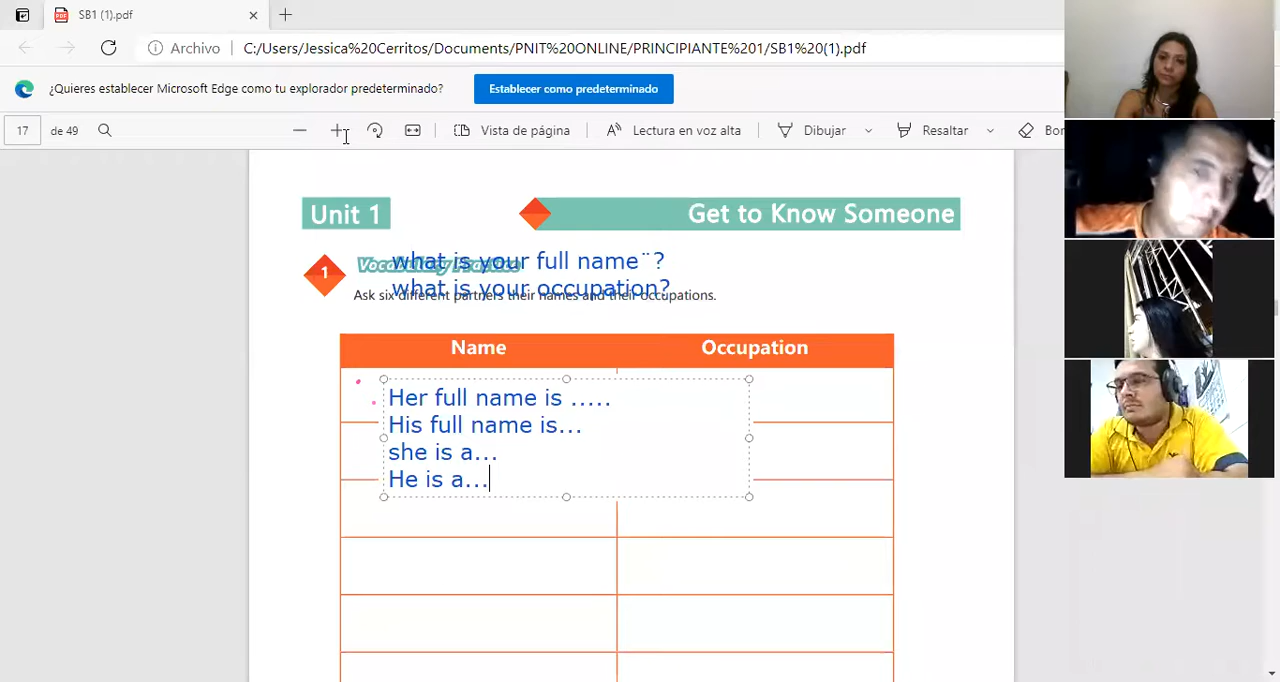 SB1 (1).pdf
Archivo
C:/Users/Jessica%20Cerritos/Documents/PNIT%20ONLINE/PRINCIPIANTE%201/SB1%20(1).pdf
¿Quieres establecer Microsoft Edge como tu explorador predeterminado?
Establecer como predeterminado
17 de 49
Vista de página
Lectura en voz alta
Dibujar
Resaltar
Bor
Unit 1
Get to Know Someone
what is your full name¨?
1 Vocabulary Practice
what is your occupation?
Ask six different partners their names and their occupations.
Name Occupation
Her full name is .....
His full name is...
she is a...
He is a...